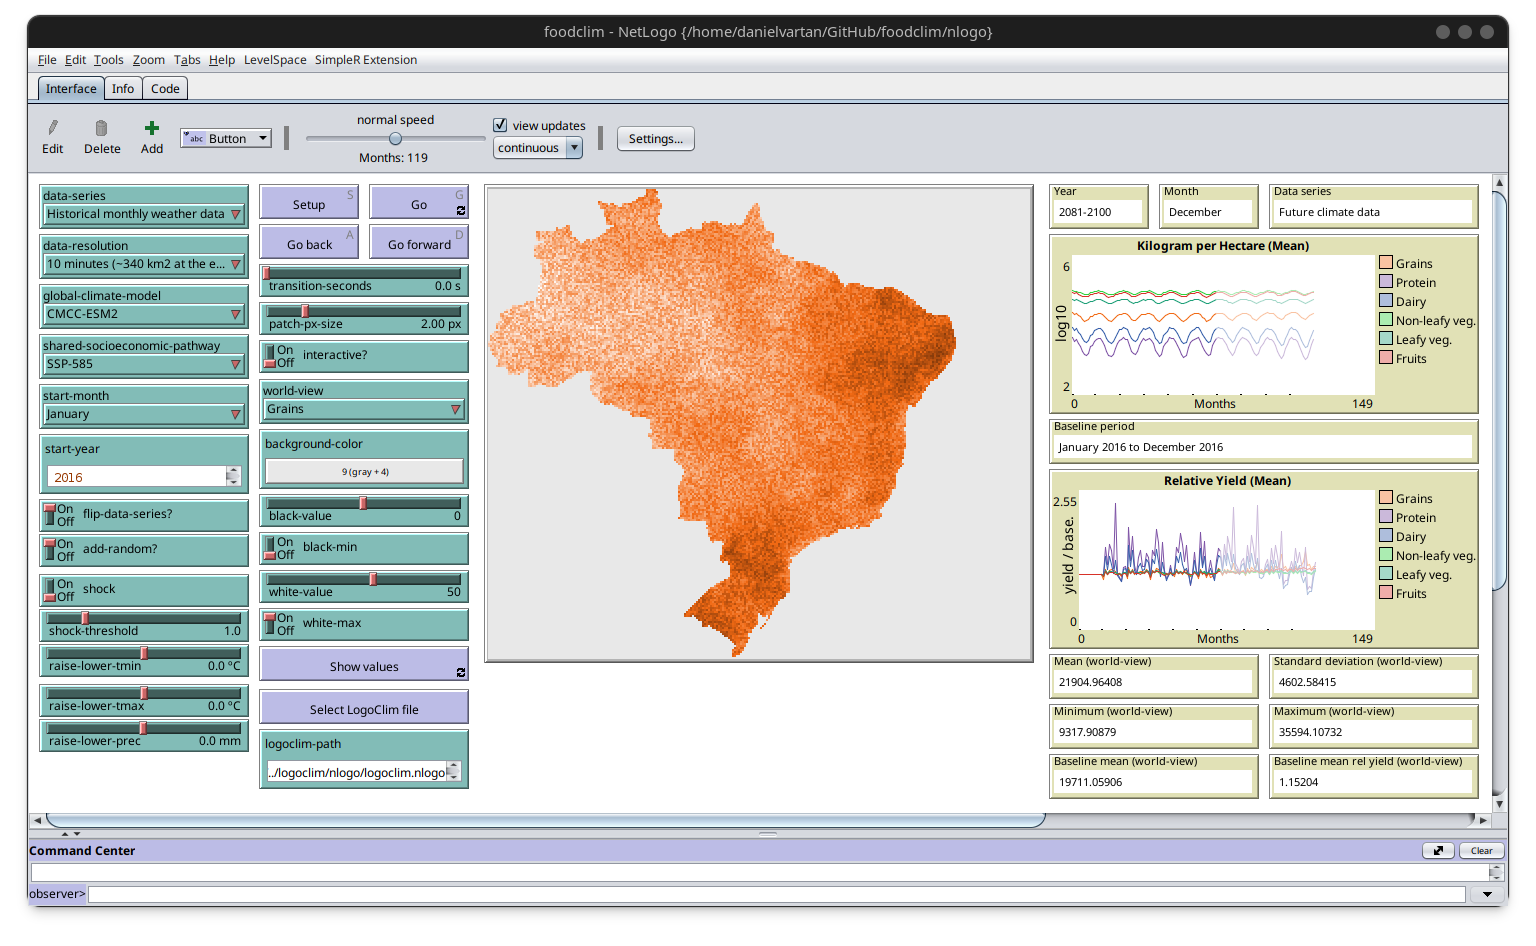 foodclim - NetLogo {/home/danielvartan/GitHub/foodclim/nlogo}
File Edit Tools Zoom Tabs Help LevelSpace SimpleR Extension
Interface Info Code
Edit Delete Add abc Button
normal speed
Months: 119
view updates
continuous
Settings...
data-series
Historical monthly weather data
data-resolution
10 minutes (~340 km2 at the e...
global-climate-model
CMCC-ESM2
shared-socioeconomic-pathway
SSP-585
start-month
January
start-year
2016
On
Off
flip-data-series?
On
Off
add-random?
On
Off
shock
shock-threshold 1.0
raise-lower-tmin 0.0 °C
raise-lower-tmax 0.0 °C
raise-lower-prec 0.0 mm
Setup S
Go G
Go back A
Go forward D
transition-seconds 0.0 s
patch-px-size 2.00 px
On
Off
interactive?
world-view
Grains
background-color
9 (gray + 4)
black-value 0
On
Off
black-min
white-value 50
On
Off
white-max
Show values
Select LogoClim file
logoclim-path
../logoclim/nlogo/logoclim.nlogo
Year
2081-2100
Month
December
Data series
Future climate data
Kilogram per Hectare (Mean)
6
log10
2
0 Months 149
Grains
Protein
Dairy
Non-leafy veg.
Leafy veg.
Fruits
Baseline period
January 2016 to December 2016
Relative Yield (Mean)
2.55
yield / base.
0
0 Months 149
Grains
Protein
Dairy
Non-leafy veg.
Leafy veg.
Fruits
Mean (world-view)
21904.96408
Standard deviation (world-view)
4602.58415
Minimum (world-view)
9317.90879
Maximum (world-view)
35594.10732
Baseline mean (world-view)
19711.05906
Baseline mean rel yield (world-view)
1.15204
Command Center
Clear
observer>